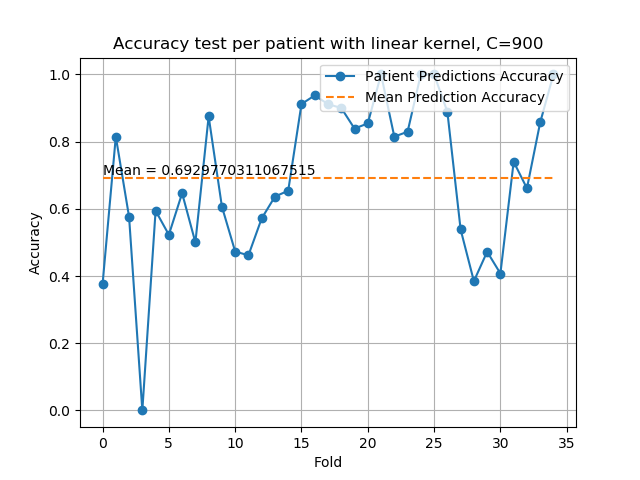 Accuracy test per patient with linear kernel, C=900
Patient Predictions Accuracy
Mean Prediction Accuracy
Mean = 0.6929770311067515
Accuracy
1.0
0.8
0.6
0.4
0.2
0.0
0 5 10 15 20 25 30 35
Fold